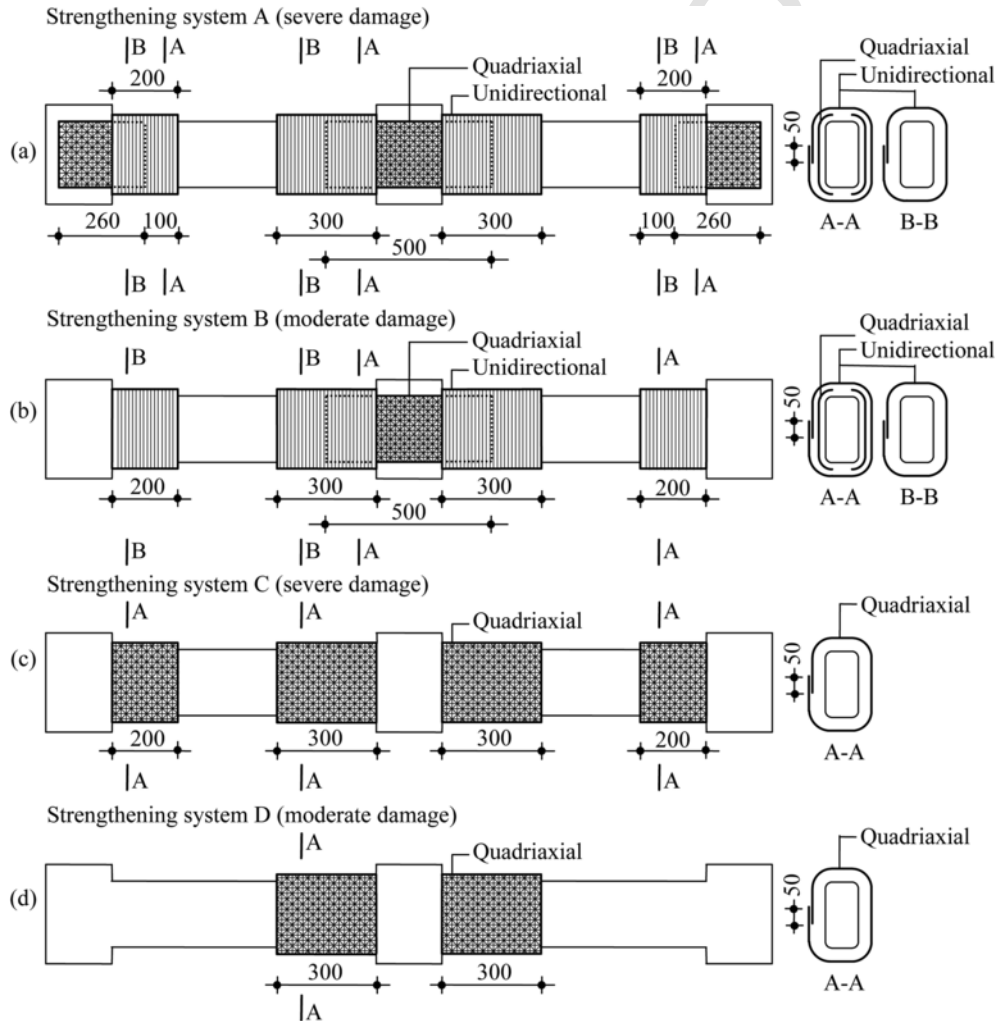 Strengthening system A (severe damage)
B A B A B A
200 200
Quadriaxial
Unidirectional
Quadriaxial
Unidirectional
(a)
50
A-A B-B
260 100 300 300 100 260
500
B A B A B A
Strengthening system B (moderate damage)
B B A A
Quadriaxial
Unidirectional
Quadriaxial
Unidirectional
(b)
50
A-A B-B
200 300 300 200
500
B B A A
Strengthening system C (severe damage)
A A A
Quadriaxial
Quadriaxial
(c)
50
A-A
200 300 300 200
A A A
Strengthening system D (moderate damage)
A
Quadriaxial
Quadriaxial
(d)
50
A-A
300 300
A